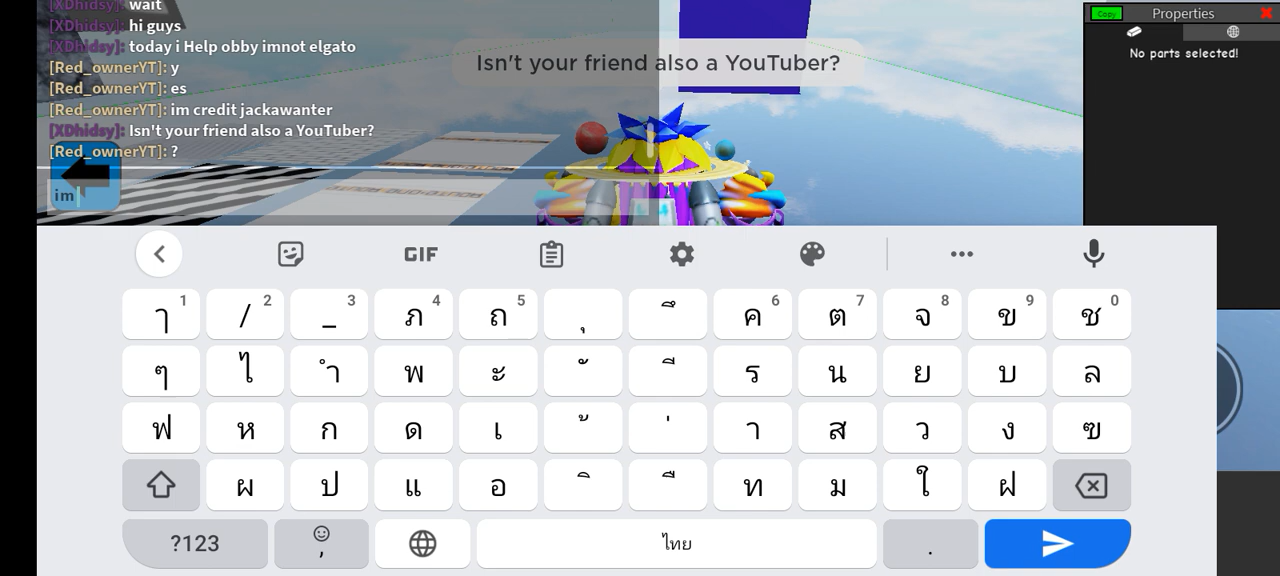 [XDhidsy]: wait
[XDhidsy]: hi guys
[XDhidsy]: today i Help obby imnot elgato
[Red_ownerYT]: y
[Red_ownerYT]: es
[Red_ownerYT]: im credit jackawanter
[XDhidsy]: Isn't your friend also a YouTuber?
[Red_ownerYT]: ?
im
Isn't your friend also a YouTuber?
Copy Properties
No parts selected!
GIF
ๅ 1 / 2 _ 3 ภ 4 ถ 5 ุ ึ ค 6 ต 7 จ 8 ข 9 ช 0
ๆ ไ ำ พ ะ ั ี ร น ย บ ล
ฟ ห ก ด เ ้ ่ า ส ว ง ฃ
ผ ป แ อ ิ ื ท ม ใ ฝ
?123 , ไทย .